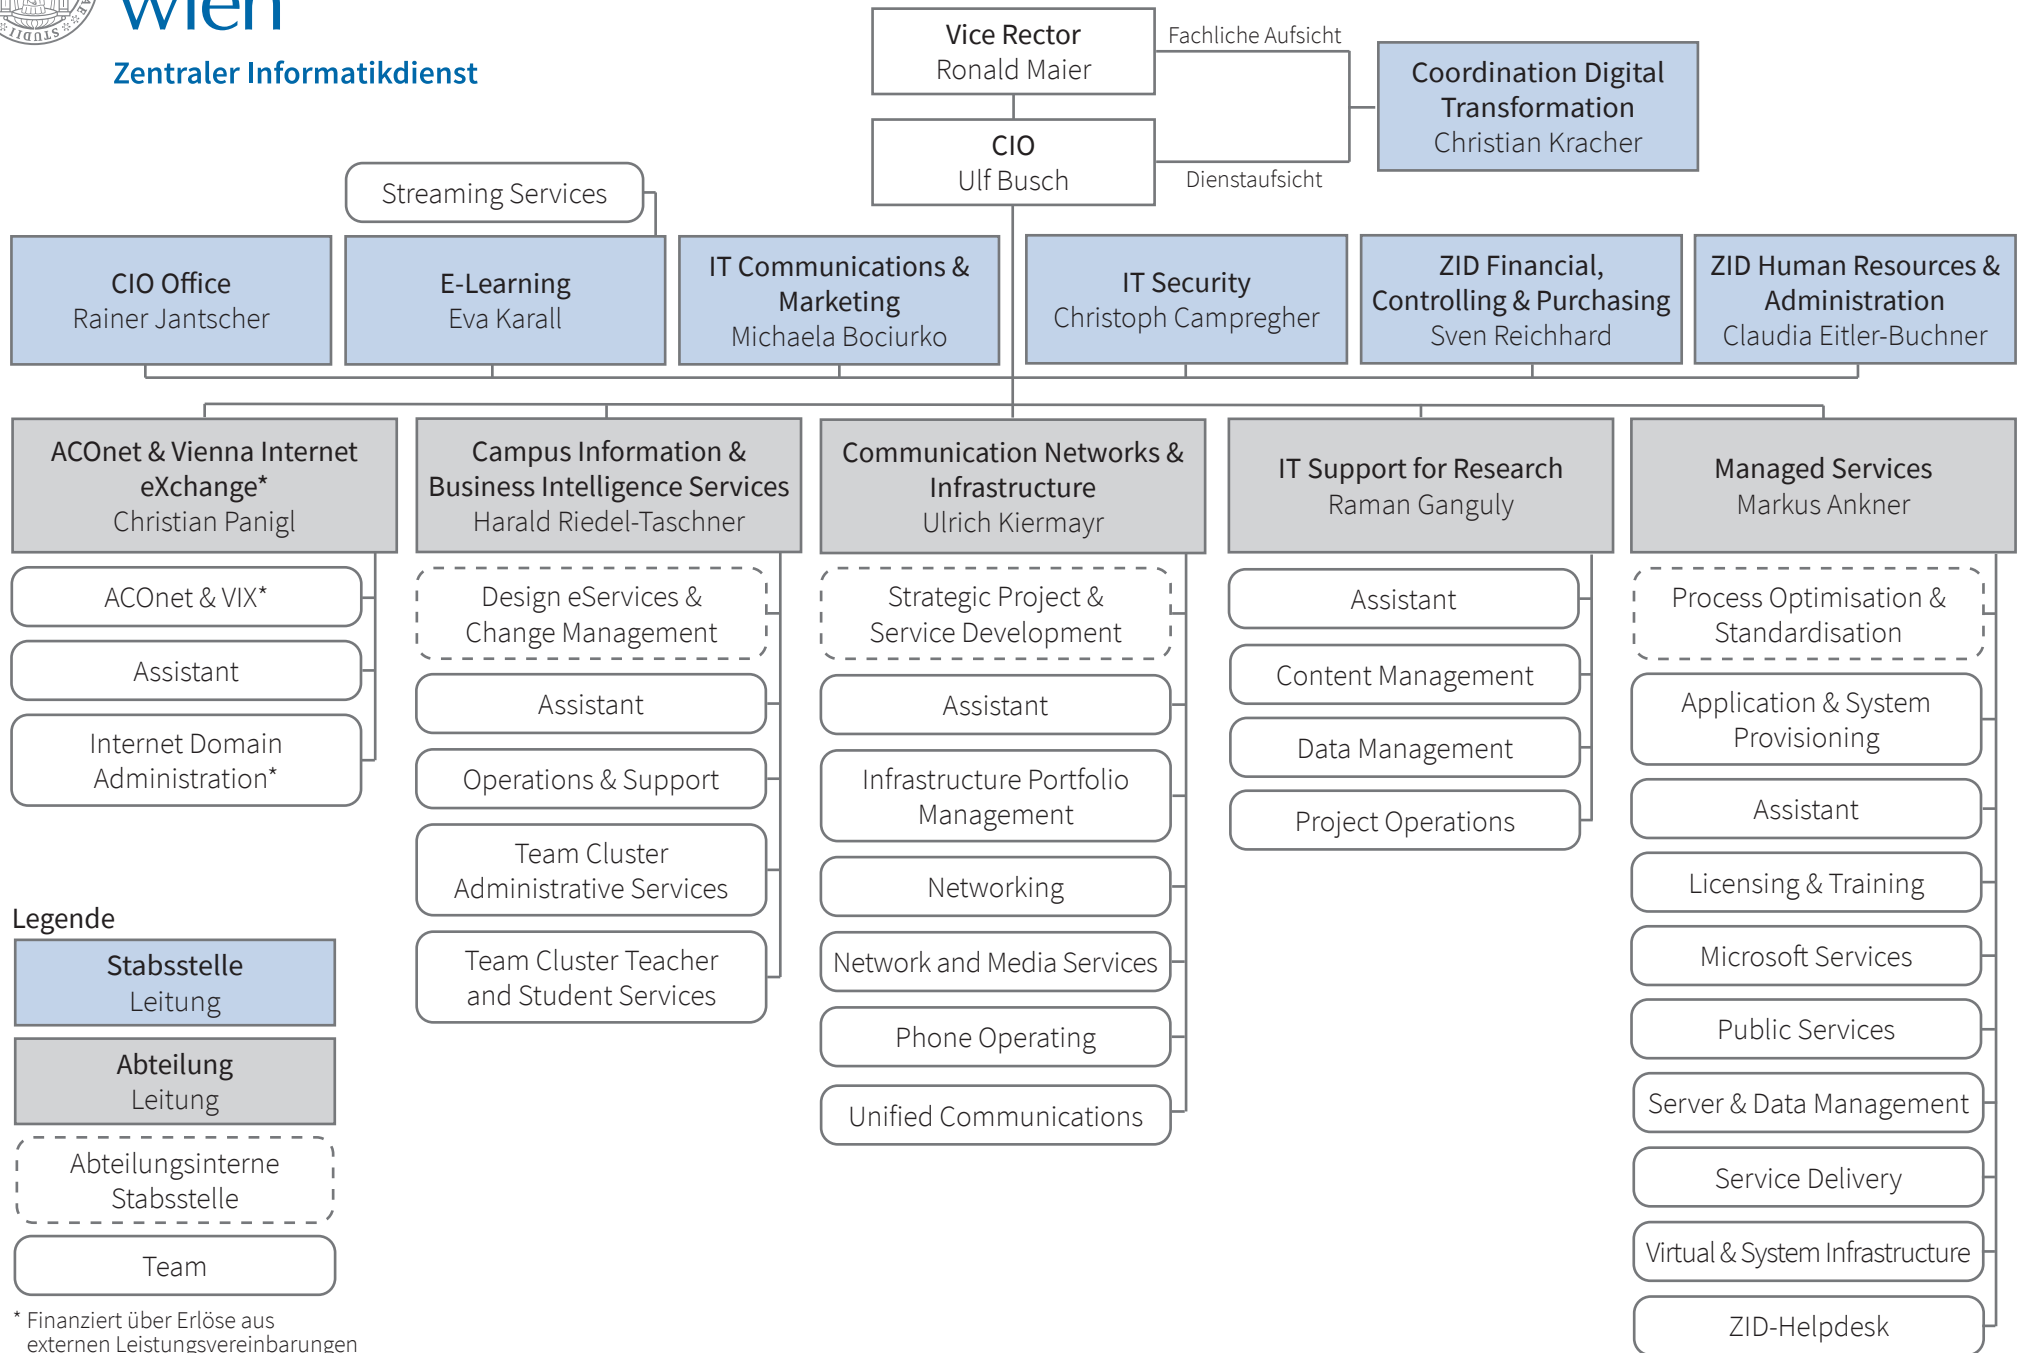 wien
Zentraler Informatikdienst
Vice Rector
Ronald Maier
Fachliche Aufsicht
Coordination Digital
Transformation
Christian Kracher
CIO
Ulf Busch
Dienstaufsicht
Streaming Services
CIO Office
Rainer Jantscher
E-Learning
Eva Karall
IT Communications &
Marketing
Michaela Bociurko
IT Security
Christoph Campregher
ZID Financial,
Controlling & Purchasing
Sven Reichhard
ZID Human Resources &
Administration
Claudia Eitler-Buchner
ACOnet & Vienna Internet
eXchange*
Christian Panigl
ACOnet & VIX*
Assistant
Internet Domain
Administration*
Campus Information &
Business Intelligence Services
Harald Riedel-Taschner
Design eServices &
Change Management
Assistant
Operations & Support
Team Cluster
Administrative Services
Team Cluster Teacher
and Student Services
Communication Networks &
Infrastructure
Ulrich Kiermayr
Strategic Project &
Service Development
Assistant
Infrastructure Portfolio
Management
Networking
Network and Media Services
Phone Operating
Unified Communications
IT Support for Research
Raman Ganguly
Assistant
Content Management
Data Management
Project Operations
Managed Services
Markus Ankner
Process Optimisation &
Standardisation
Application & System
Provisioning
Assistant
Licensing & Training
Microsoft Services
Public Services
Server & Data Management
Service Delivery
Virtual & System Infrastructure
ZID-Helpdesk
Legende
Stabsstelle
Leitung
Abteilung
Leitung
Abteilungsinterne
Stabsstelle
Team
* Finanziert über Erlöse aus
externen Leistungsvereinbarungen